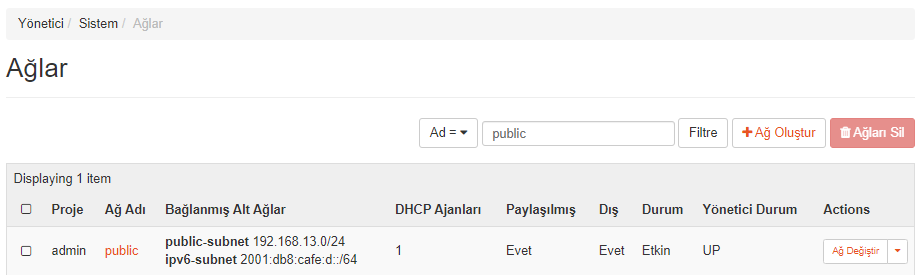 Yönetici / Sistem / Ağlar
Ağlar
Ad = public Filtre Ağ Oluştur Ağları Sil
Displaying 1 item
Proje Ağ Adı Bağlanmış Alt Ağlar DHCP Ajanları Paylaşılmış Dış Durum Yönetici Durum Actions
public-subnet 192.168.13.0/24
admin public 1 Evet Evet Etkin UP Ağ Değiştir
ipv6-subnet 2001:db8:cafe:d::/64